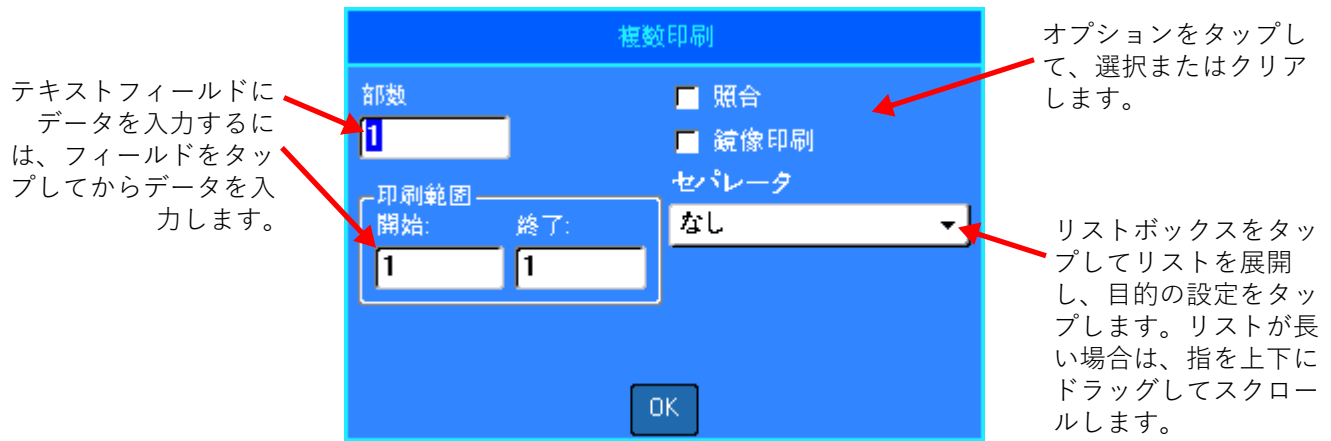 複数印刷
テキストフィールドに
データを入力するに
は、フィールドをタッ
プしてからデータを入
力します。
部数
1
印刷範囲
開始:
終了:
1
1
照合
鏡像印刷
セパレータ
なし
OK
オプションをタップし
て、選択またはクリア
します。
リストボックスをタッ
プしてリストを展開
し、目的の設定をタッ
プします。リストが長
い場合は、指を上下に
ドラッグしてスクロー
ルします。